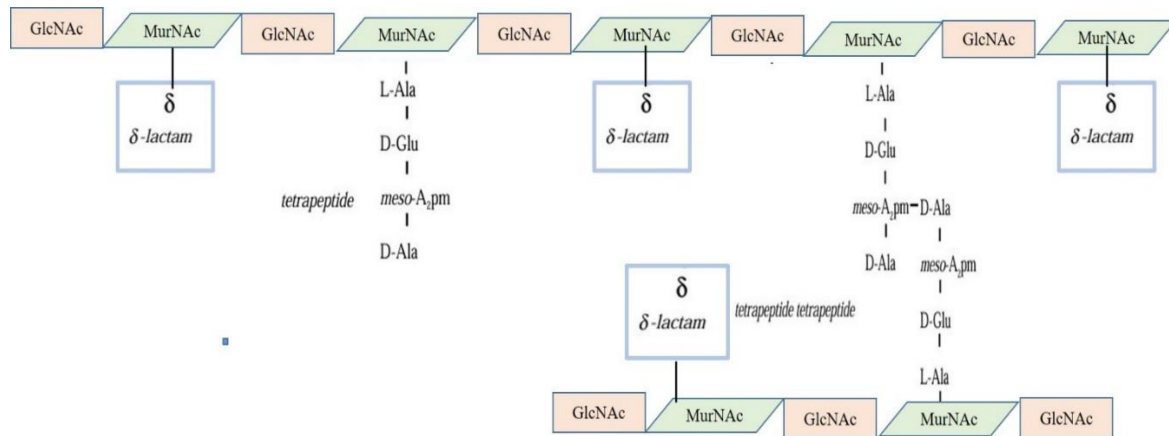 GlcNAc MurNAc GlcNAc MurNAc GlcNAc MurNAc GlcNAc MurNAc GlcNAc MurNAc
δ
δ-lactam
L-Ala
D-Glu
tetrapeptide meso-A₂pm
D-Ala
δ
δ-lactam
L-Ala
D-Glu
meso-A₂pm-D-Ala
D-Ala meso-A₂pm
D-Glu
L-Ala
δ
δ-lactam
δ
δ-lactam
tetrapeptide tetrapeptide
GlcNAc MurNAc GlcNAc MurNAc GlcNAc